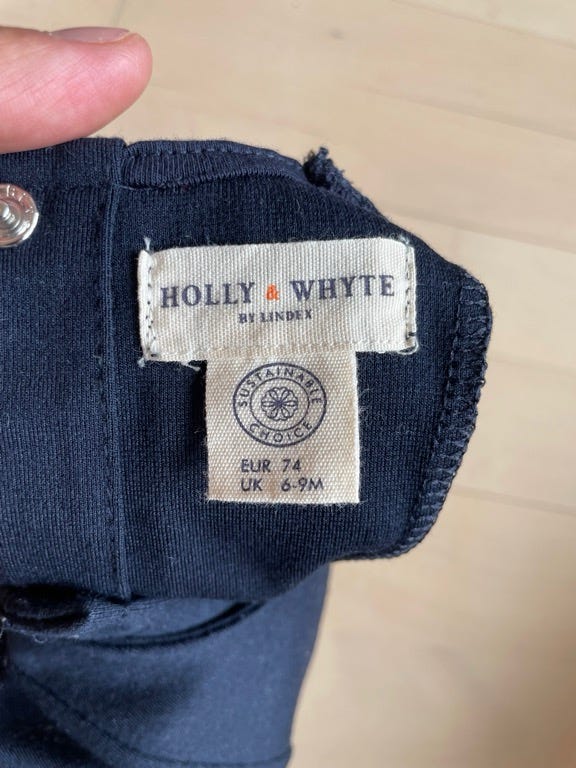 HOLLY & WHYTE
BY LINDEX
SUSTAINABLE
CHOICE
EUR 74
UK 6-9M